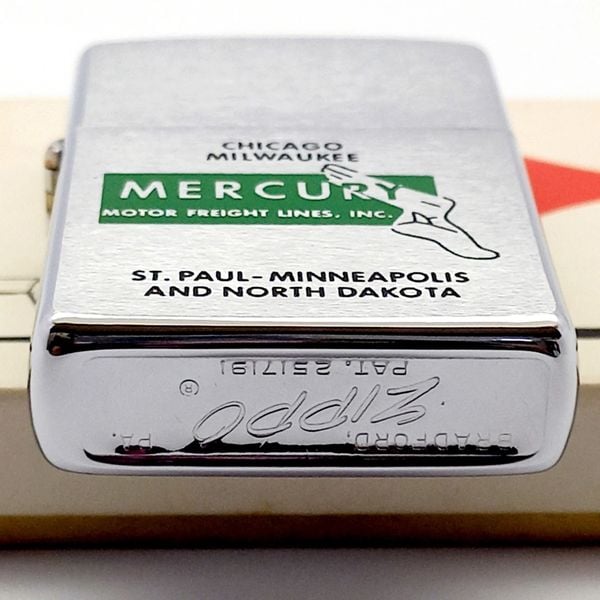 CHICAGO
MILWAUKEE
MERCURY
MOTOR FREIGHT LINES, INC.
ST. PAUL-MINNEAPOLIS
AND NORTH DAKOTA
BRADFORD, PA.
ZIPPO ®
PAT. 2517191